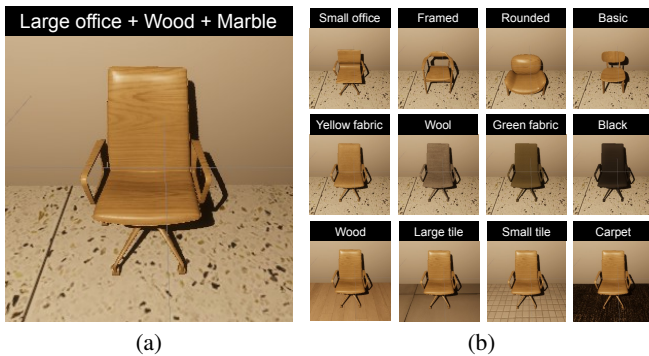 Large office + Wood + Marble
Small office
Framed
Rounded
Basic
Yellow fabric
Wool
Green fabric
Black
Wood
Large tile
Small tile
Carpet
(a)
(b)